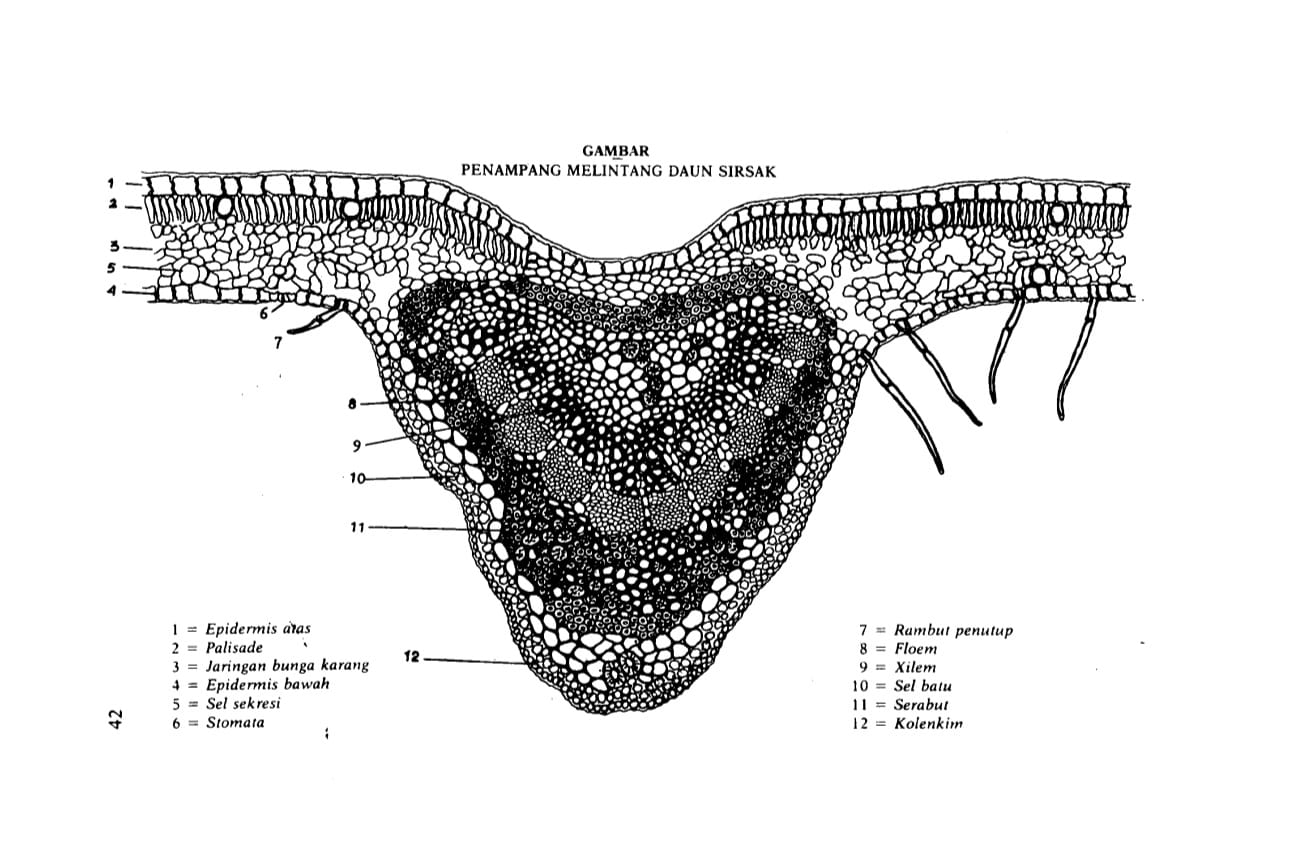 GAMBAR
PENAMPANG MELINTANG DAUN SIRSAK
1
2
3
5
4
6
7
8
9
10
11
12
1 = Epidermis atas
2 = Palisade
3 = Jaringan bunga karang
4 = Epidermis bawah
5 = Sel sekresi
6 = Stomata
7 = Rambut penutup
8 = Floem
9 = Xilem
10 = Sel batu
11 = Serabut
12 = Kolenkim
42